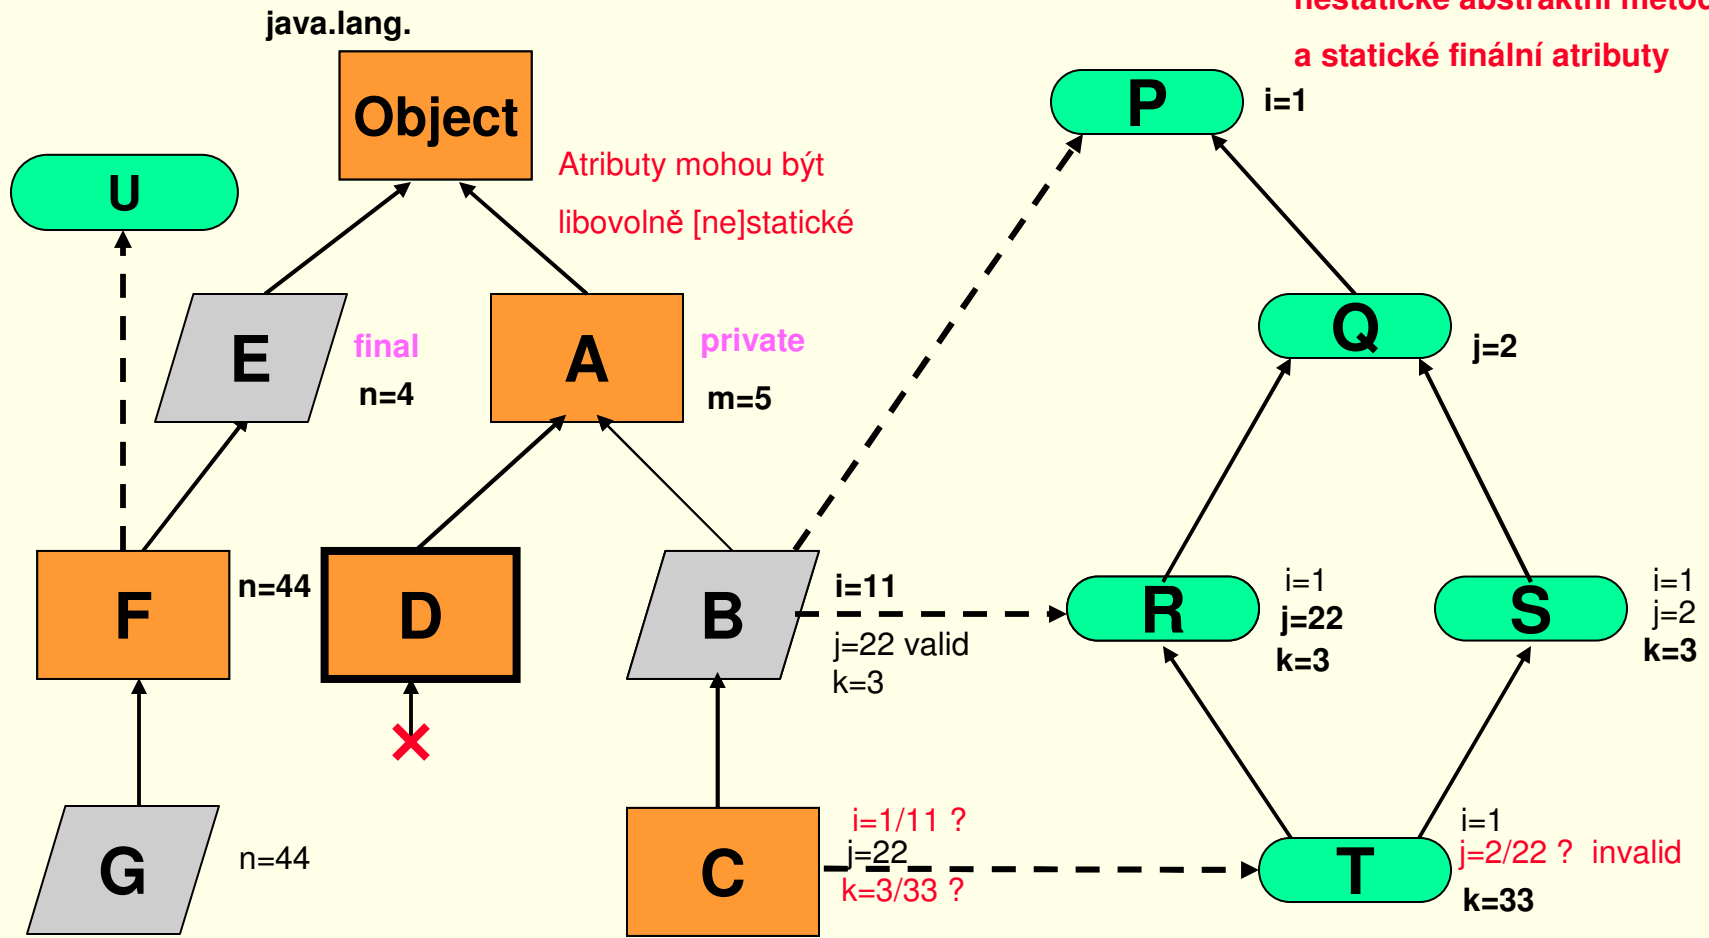 java.lang.
nestatické abstraktní
a statické finální atributy
Object
P
i=1
Atributy mohou být
libovolně [ne]statické
U
E
final
n=4
A
private
m=5
Q
j=2
F
n=44
D
B
i=11
j=22 valid
k=3
R
i=1
j=22
k=3
S
i=1
j=2
k=3
G
n=44
C
i=1/11 ?
j=22
k=3/33 ?
T
i=1
j=2/22 ? invalid
k=33